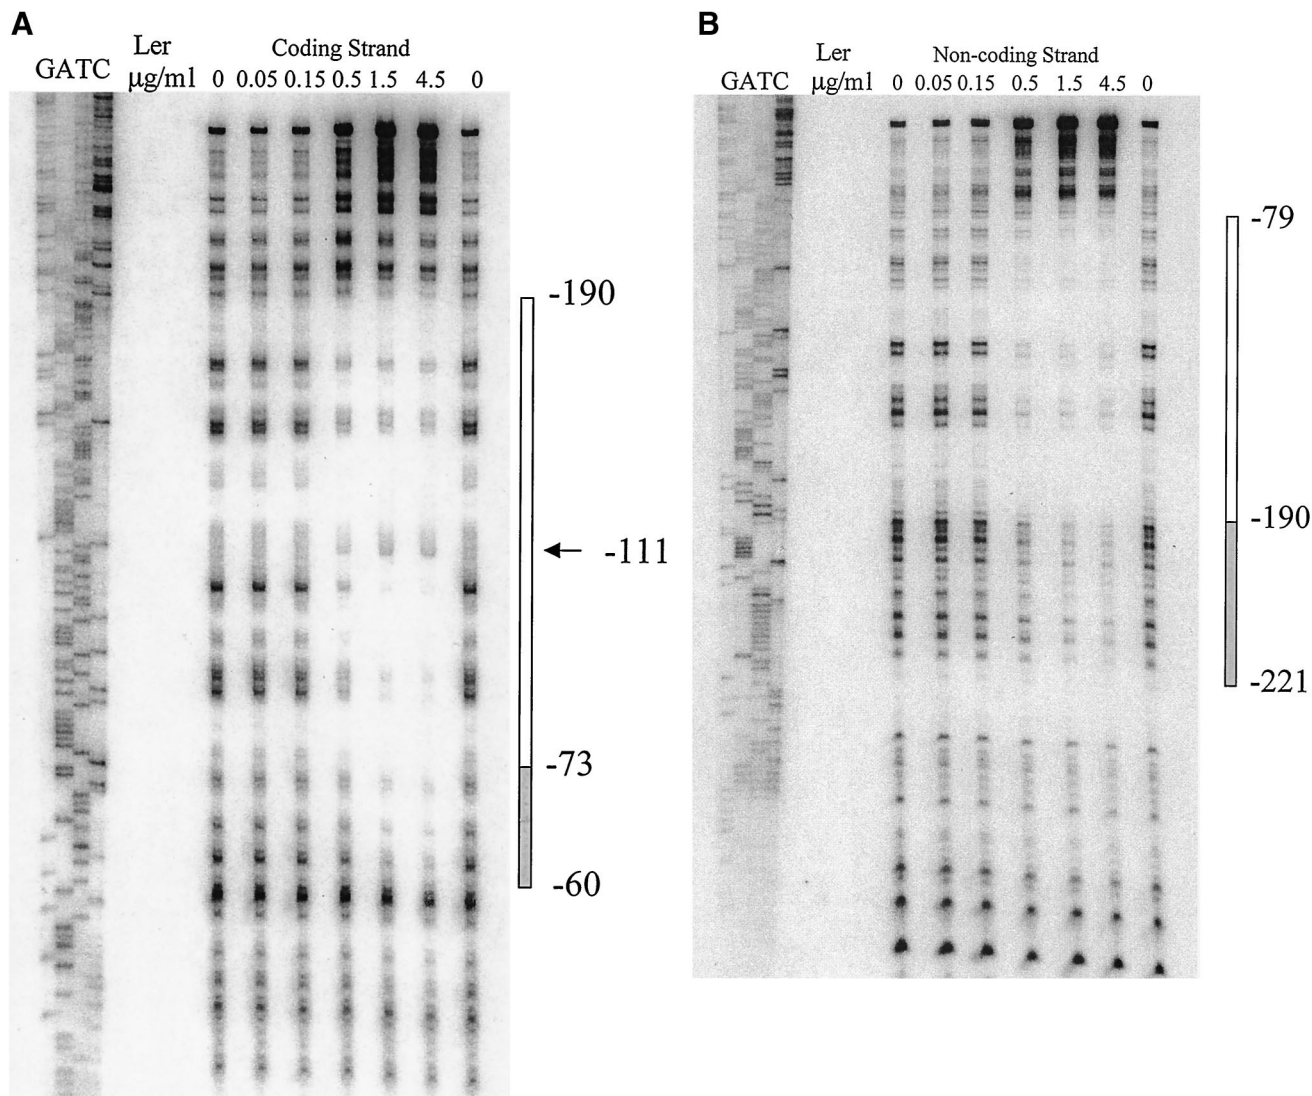 A
Ler Coding Strand
GATC µg/ml 0 0.05 0.15 0.5 1.5 4.5 0
-190
-111
-73
-60
B
Ler Non-coding Strand
GATC µg/ml 0 0.05 0.15 0.5 1.5 4.5 0
-79
-190
-221